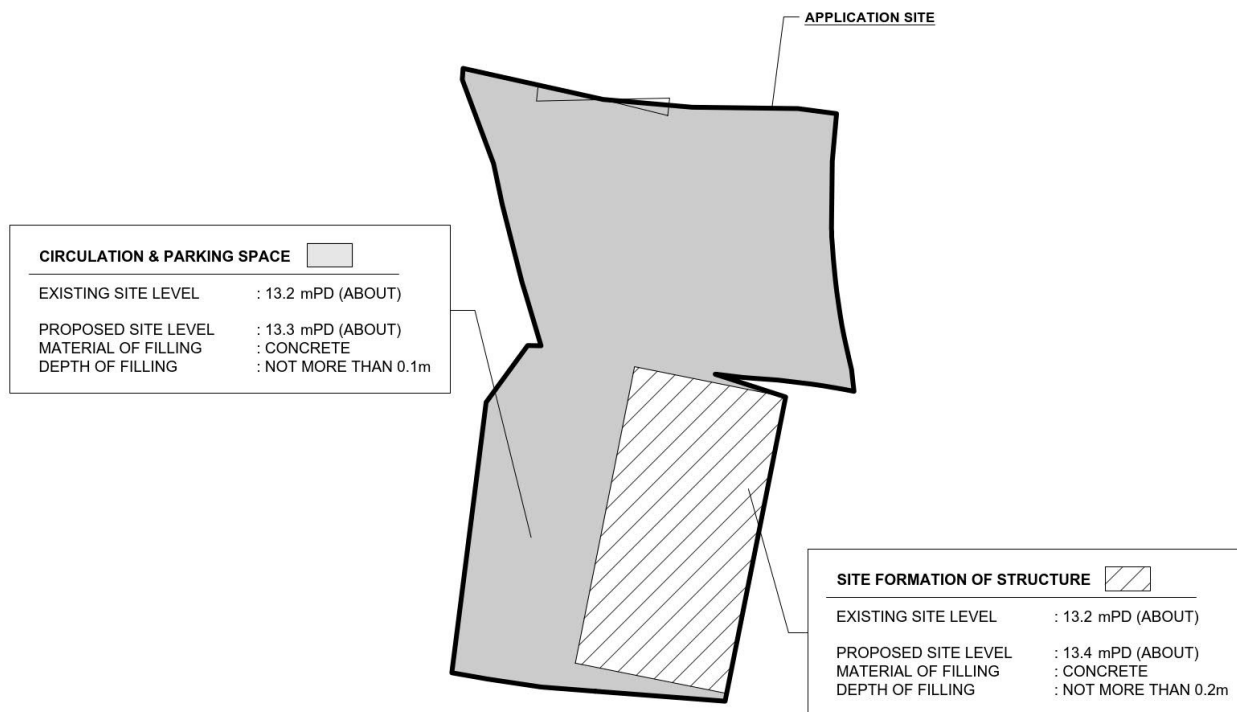 APPLICATION SITE
CIRCULATION & PARKING SPACE
EXISTING SITE LEVEL : 13.2 mPD (ABOUT)
PROPOSED SITE LEVEL : 13.3 mPD (ABOUT)
MATERIAL OF FILLING : CONCRETE
DEPTH OF FILLING : NOT MORE THAN 0.1m
SITE FORMATION OF STRUCTURE
EXISTING SITE LEVEL : 13.2 mPD (ABOUT)
PROPOSED SITE LEVEL : 13.4 mPD (ABOUT)
MATERIAL OF FILLING : CONCRETE
DEPTH OF FILLING : NOT MORE THAN 0.2m